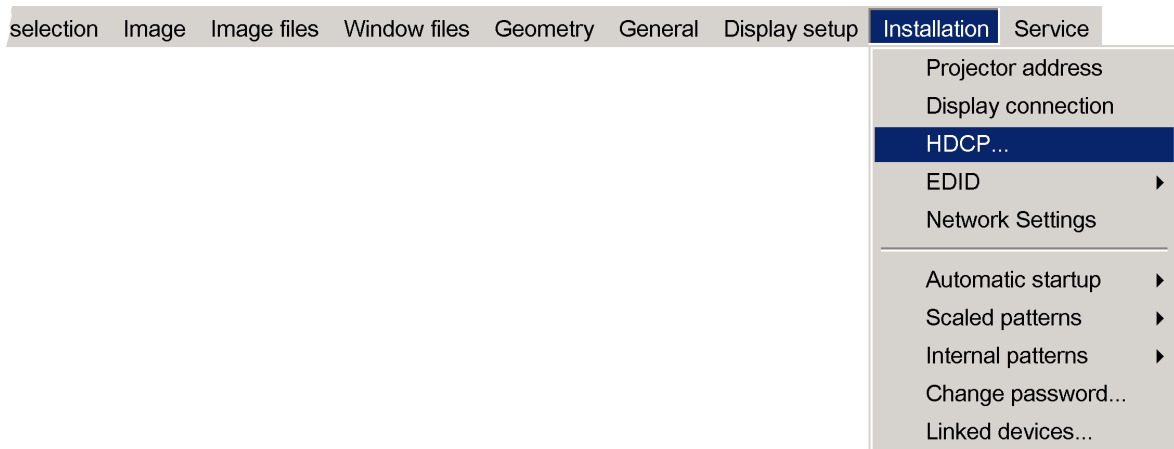 selection Image Image files Window files Geometry General Display setup Installation Service
Projector address
Display connection
HDCP...
EDID
Network Settings
Automatic startup
Scaled patterns
Internal patterns
Change password...
Linked devices...